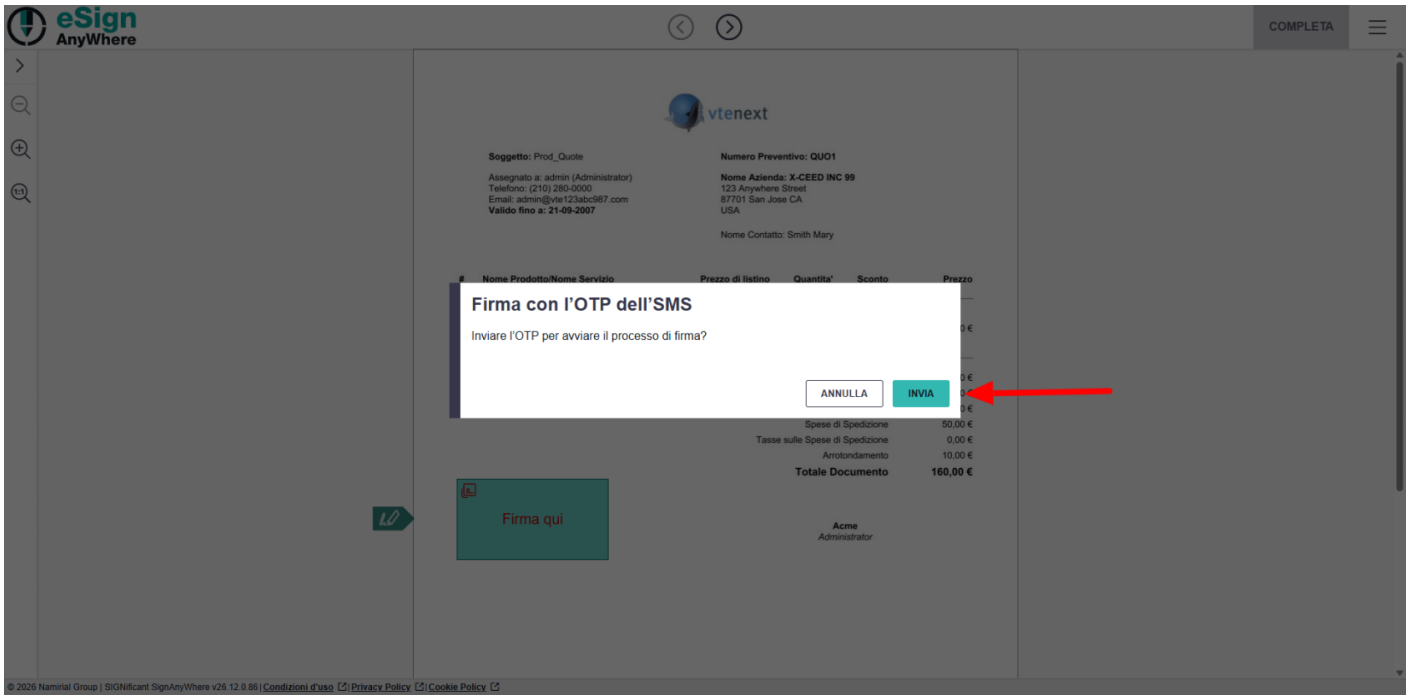 eSign
AnyWhere
COMPLETA
1:1
vtenext
Soggetto: Prod_Quote
Numero Preventivo: QUO1
Assegnato a: admin (Administrator)
Telefono: (210) 280-0000
Email: admin@vte123abc987.com
Valido fino a: 21-09-2007
Nome Azienda: X-CEED INC 99
123 Anywhere Street
87701 San Jose CA
USA
Nome Contatto: Smith Mary
# Nome Prodotto/Nome Servizio Prezzo di listino Quantita' Sconto Prezzo
Firma con l'OTP dell'SMS
Inviare l'OTP per avviare il processo di firma?
0 €
ANNULLA
INVIA
0 €
0 €
Spese di Spedizione 50,00 €
Tasse sulle Spese di Spedizione 0,00 €
Arrotondamento 10,00 €
Totale Documento 160,00 €
Firma qui
Acme
Administrator
© 2026 Namirial Group | SIGNificant SignAnyWhere v26.12.0.86 | Condizioni d'uso | Privacy Policy | Cookie Policy